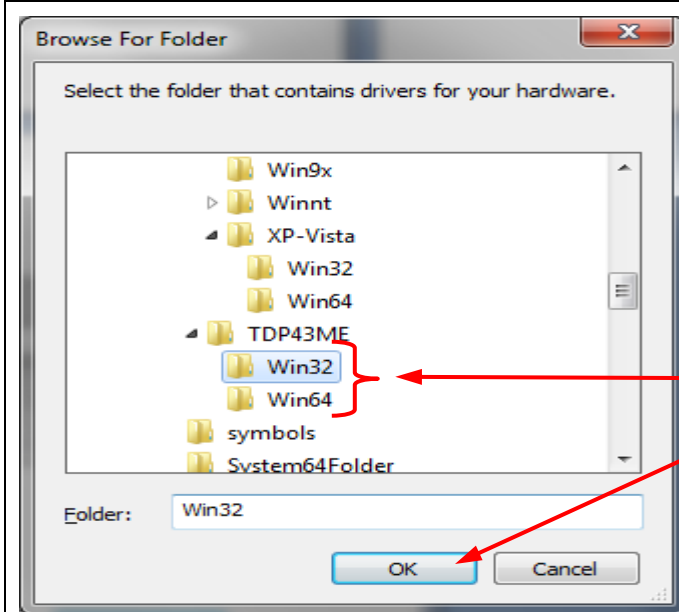 Browse For Folder
Select the folder that contains drivers for your hardware.
Win9x
Winnt
XP-Vista
Win32
Win64
TDP43ME
Win32
Win64
symbols
System64Folder
Folder: Win32
OK Cancel